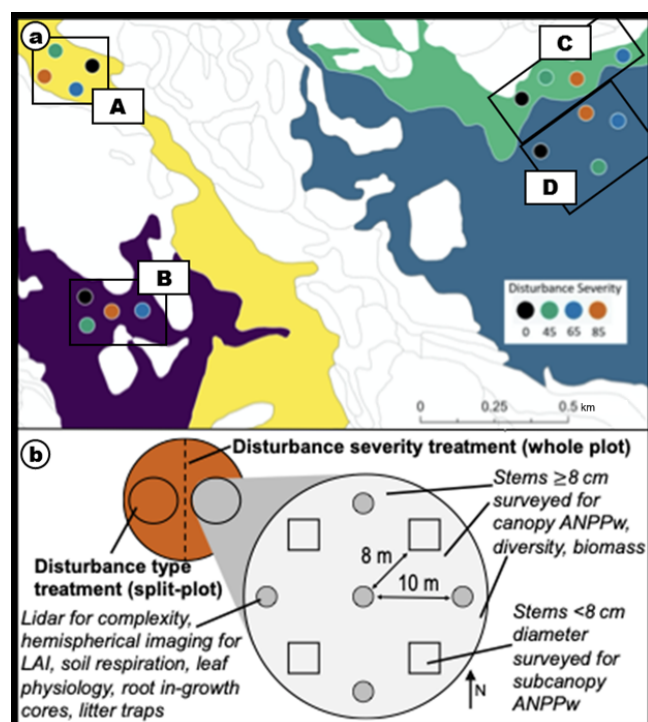 a
A
B
C
D
Disturbance Severity
0 45 65 85
0 0.25 0.5 km
b
Disturbance severity treatment (whole plot)
Disturbance type
treatment (split-plot)
Lidar for complexity,
hemispherical imaging for
LAI, soil respiration, leaf
physiology, root in-growth
cores, litter traps
8 m
10 m
Stems ≥8 cm
surveyed for
canopy ANPPw,
diversity, biomass
Stems <8 cm
diameter
surveyed for
subcanopy
ANPPw
N